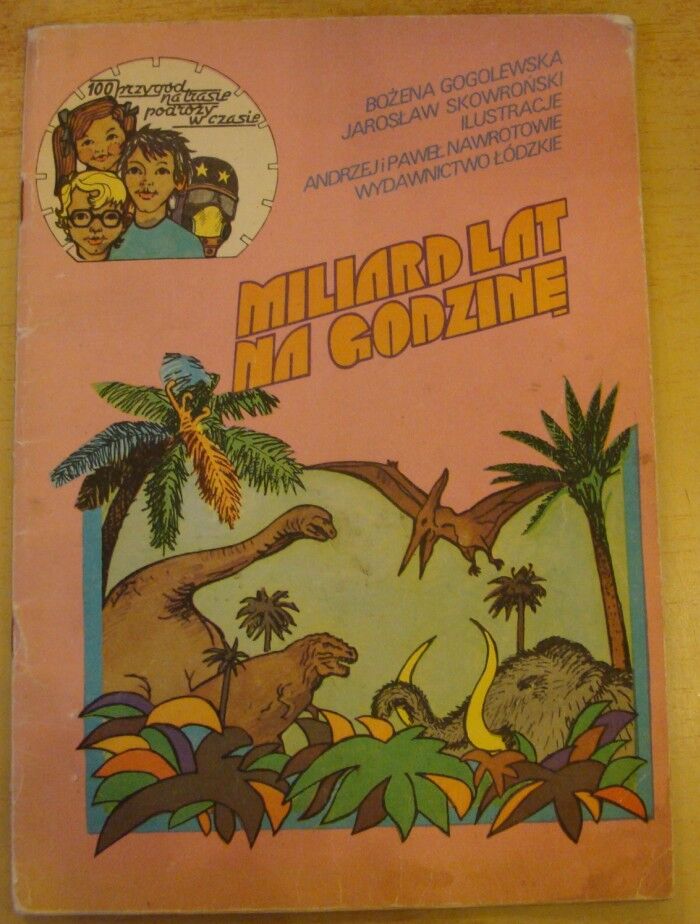 100 przygód
na trasie
podróży
w czasie
BOŻENA GOGOLEWSKA
JAROSŁAW SKOWROŃSKI
ILUSTRACJE
ANDRZEJ i PAWEŁ NAWROTOWIE
WYDAWNICTWO ŁÓDZKIE
MILIARD LAT
NA GODZINĘ